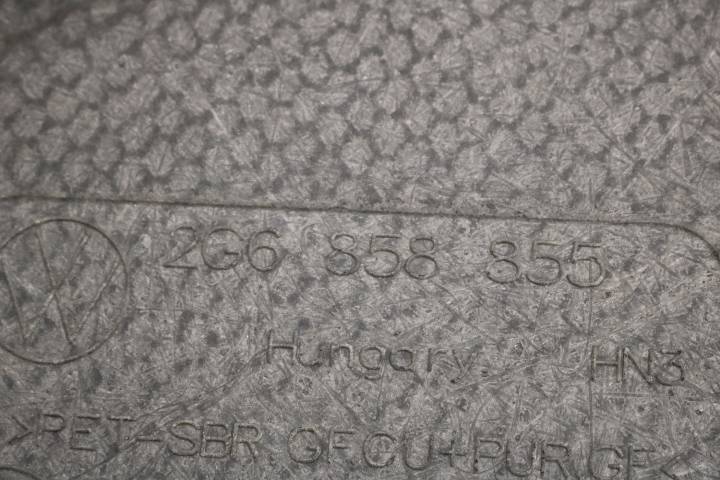 2G6 858 855
Hungary HN3
>PET-SBR.GF.CU+PUR.GF<